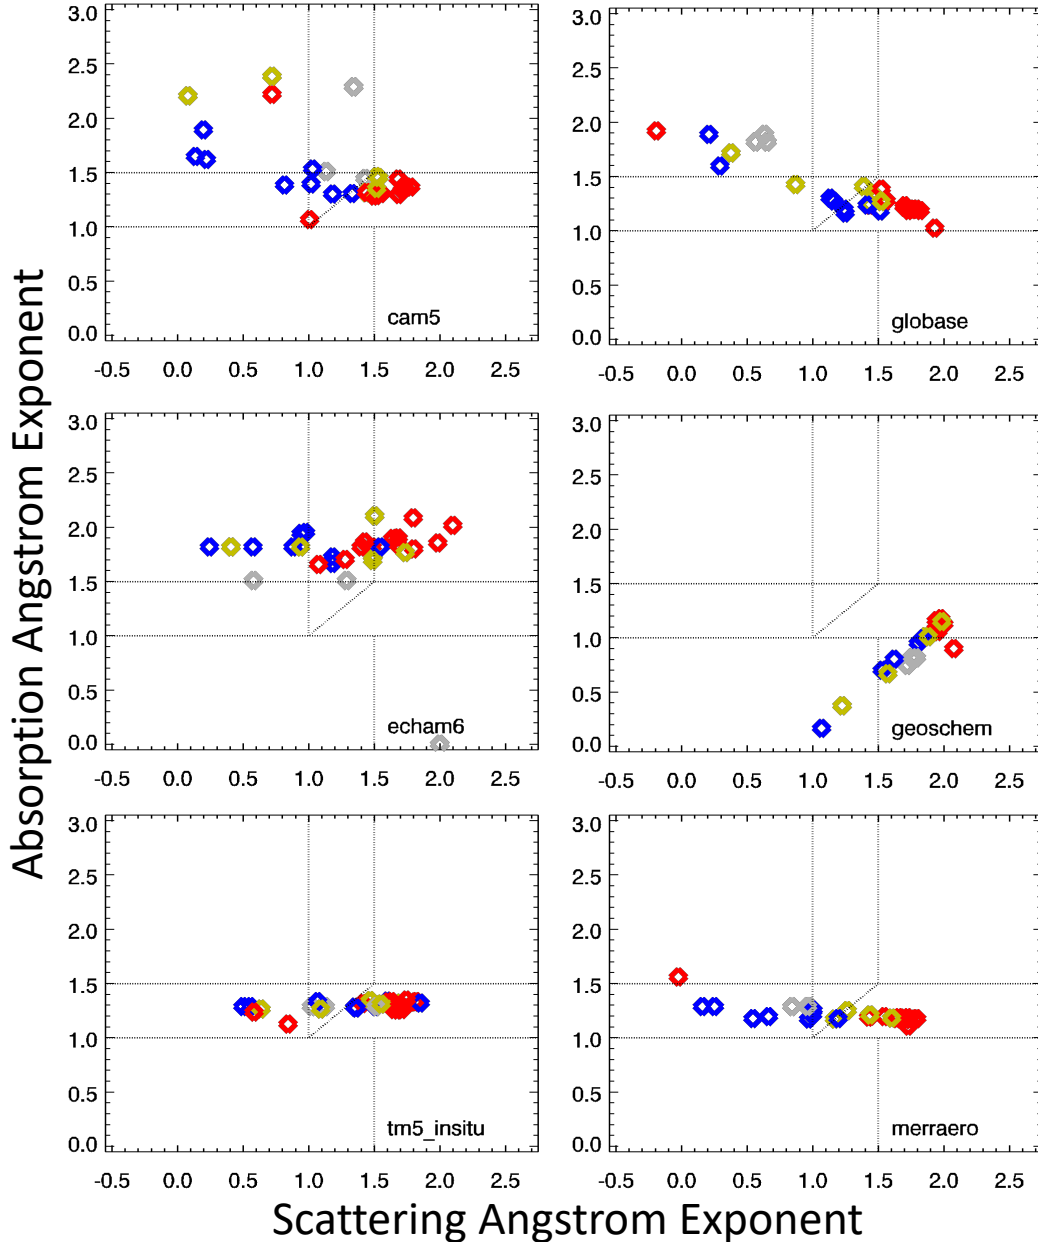 3.0 3.0
2.5 2.5
2.0 2.0
1.5 1.5
1.0 1.0
0.5 0.5
cam5 globase
0.0 0.0
-0.5 0.0 0.5 1.0 1.5 2.0 2.5 -0.5 0.0 0.5 1.0 1.5 2.0 2.5
Absorption Angstrom Exponent
3.0 3.0
2.5 2.5
2.0 2.0
1.5 1.5
1.0 1.0
0.5 0.5
echam6 geoschem
0.0 0.0
-0.5 0.0 0.5 1.0 1.5 2.0 2.5 -0.5 0.0 0.5 1.0 1.5 2.0 2.5
3.0 3.0
2.5 2.5
2.0 2.0
1.5 1.5
1.0 1.0
0.5 0.5
tm5_insitu merraero
0.0 0.0
-0.5 0.0 0.5 1.0 1.5 2.0 2.5 -0.5 0.0 0.5 1.0 1.5 2.0 2.5
Scattering Angstrom Exponent